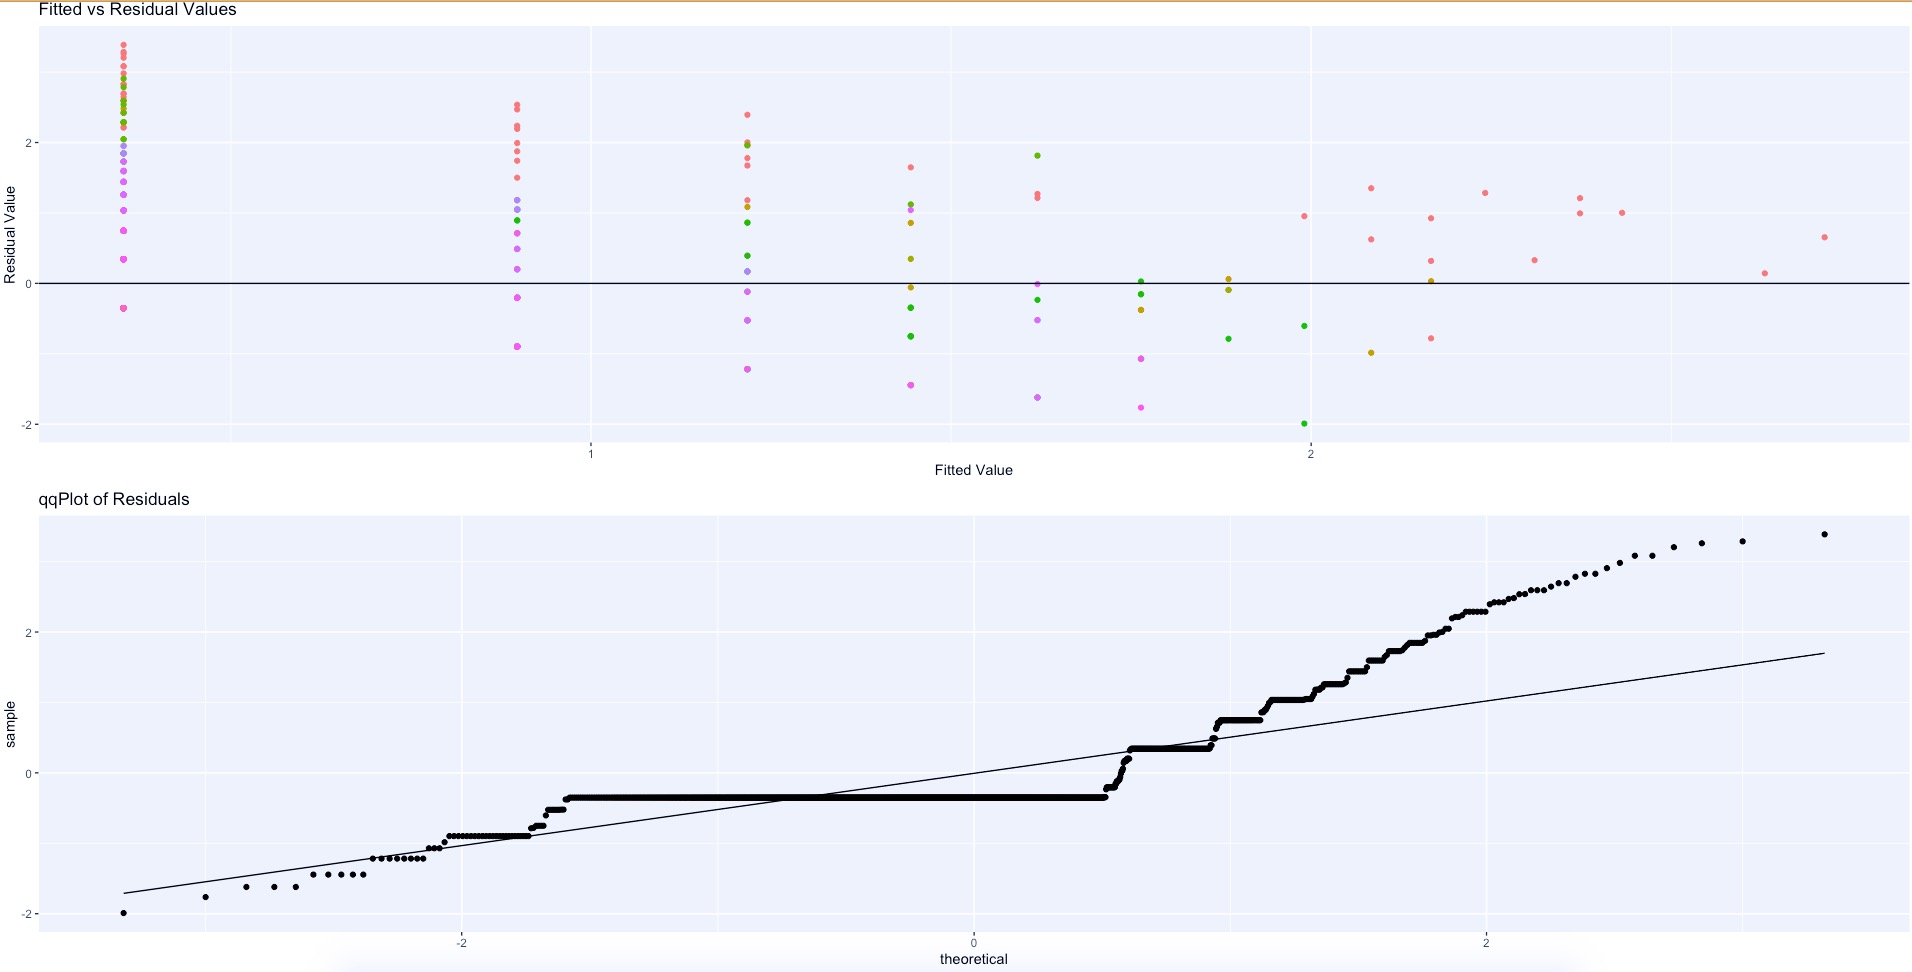 Fitted vs Residual Values
2
0
-2
Residual Value
1
2
Fitted Value
qqPlot of Residuals
2
0
-2
sample
-2
0
2
theoretical